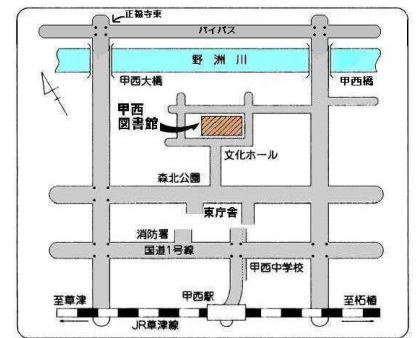 正福寺東
バイパス
野洲川
甲西大橋
甲西橋
甲西
図書館
文化ホール
森北公園
東庁舎
消防署
国道1号線
甲西中学校
至草津
甲西駅
至柘植
JR草津線